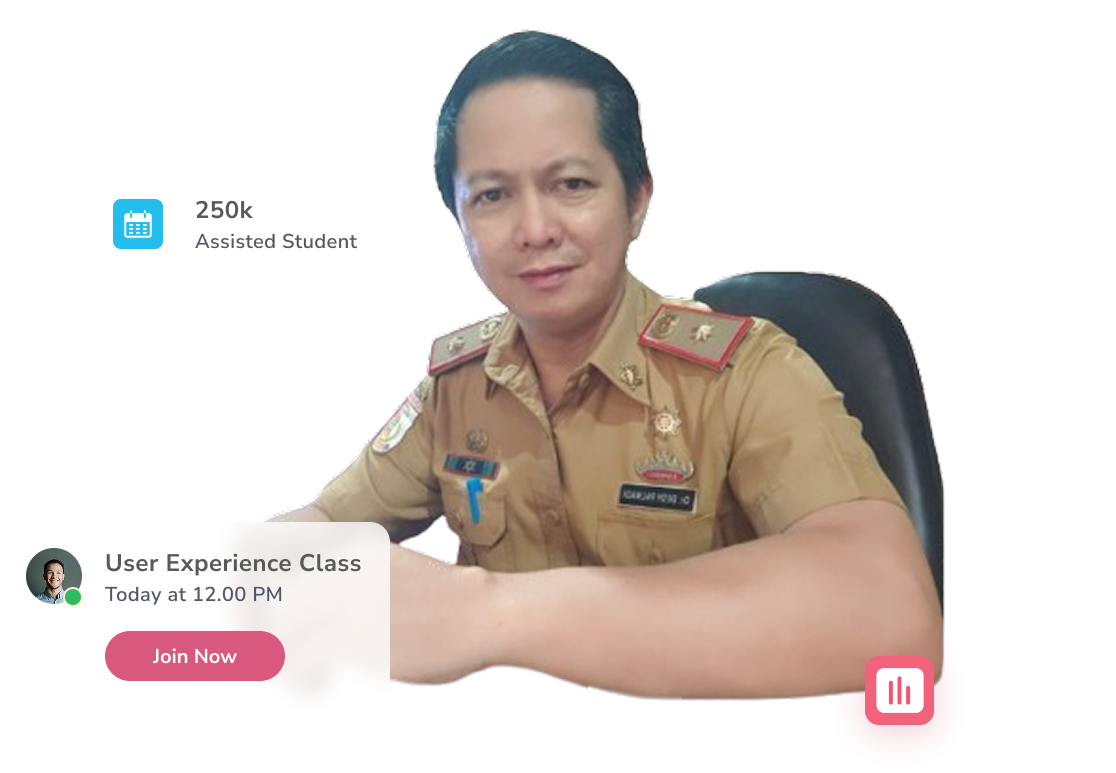 250k
Assisted Student
User Experience Class
Today at 12.00 PM
Join Now